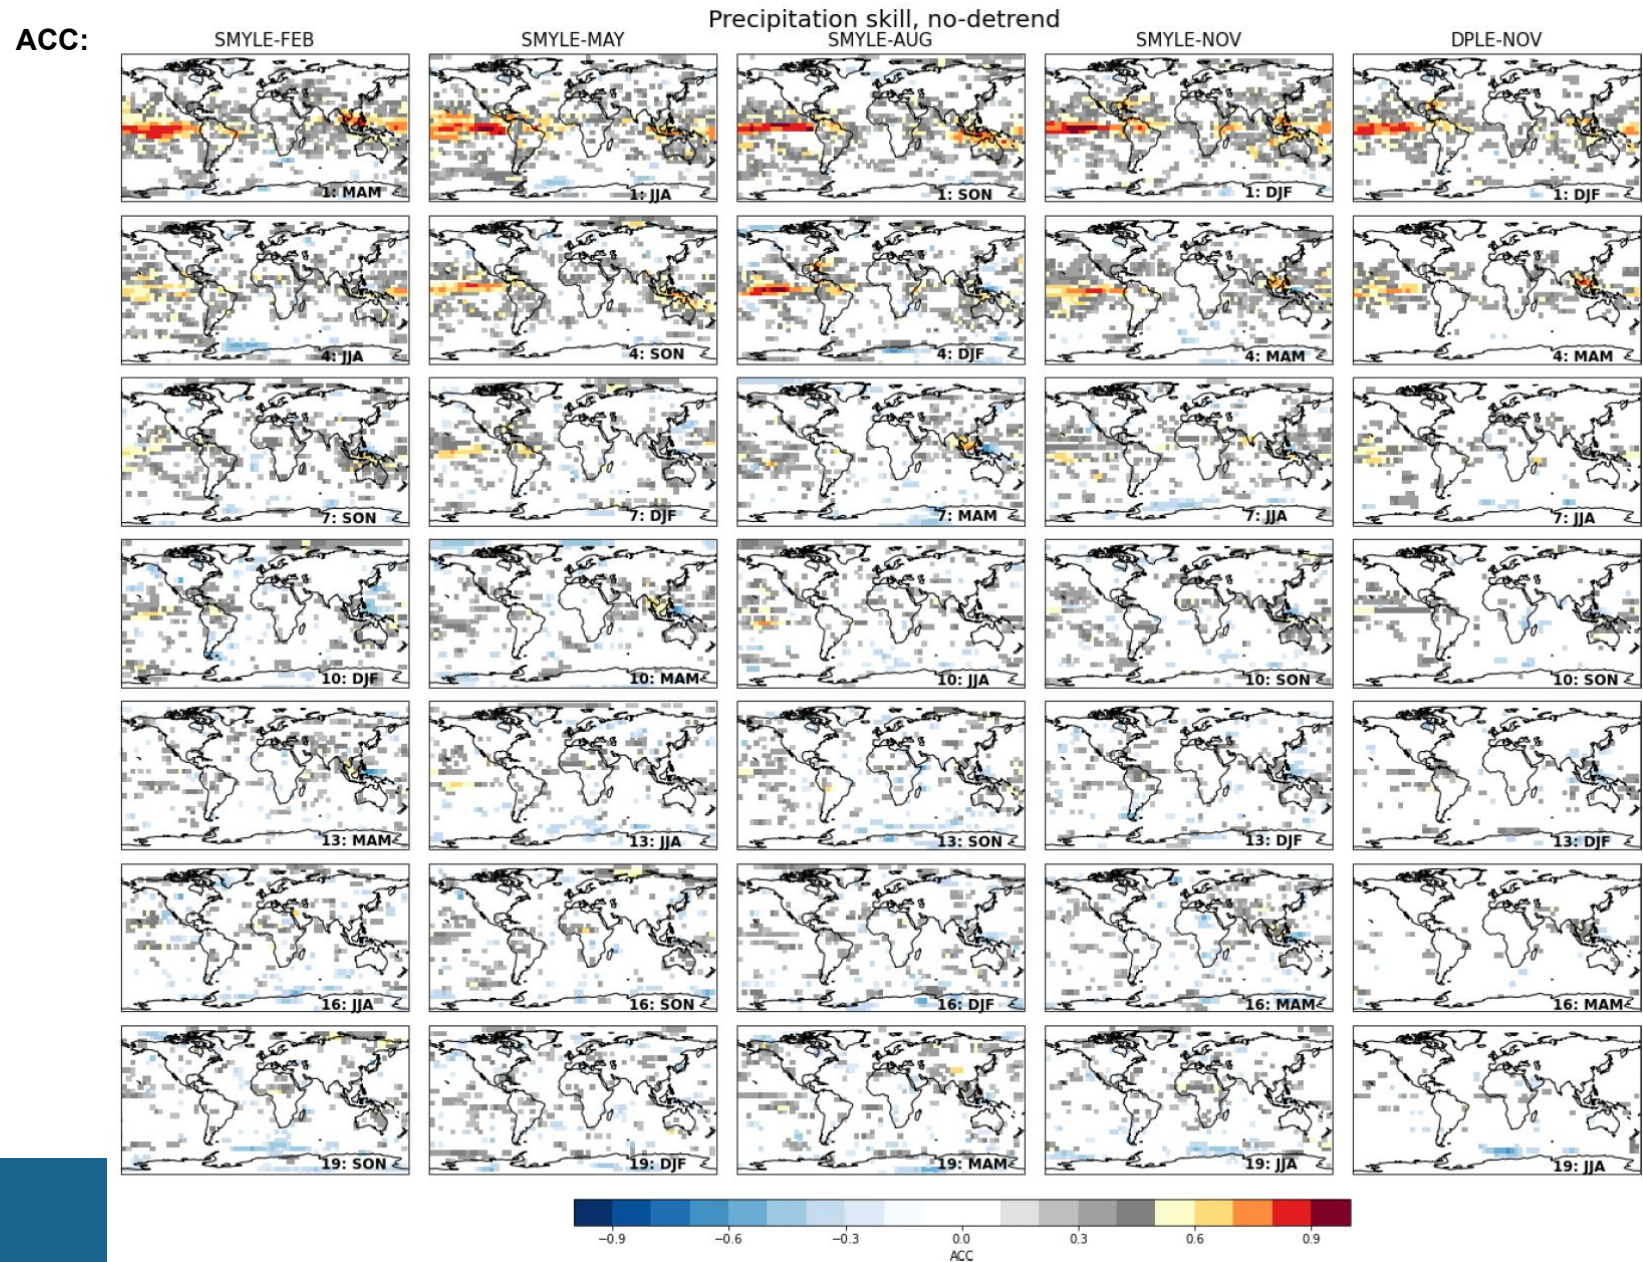 Precipitation skill, no-detrend
ACC:
SMYLE-FEB SMYLE-MAY SMYLE-AUG SMYLE-NOV DPLE-NOV
1: MAM 1: JJA 1: SON 1: DJF 1: DJF
4: JJA 4: SON 4: DJF 4: MAM 4: MAM
7: SON 7: DJF 7: MAM 7: JJA 7: JJA
10: DJF 10: MAM 10: JJA 10: SON 10: SON
13: MAM 13: JJA 13: SON 13: DJF 13: DJF
16: JJA 16: SON 16: DJF 16: MAM 16: MAM
19: SON 19: DJF 19: MAM 19: JJA 19: JJA
−0.9 −0.6 −0.3 0.0 0.3 0.6 0.9
ACC